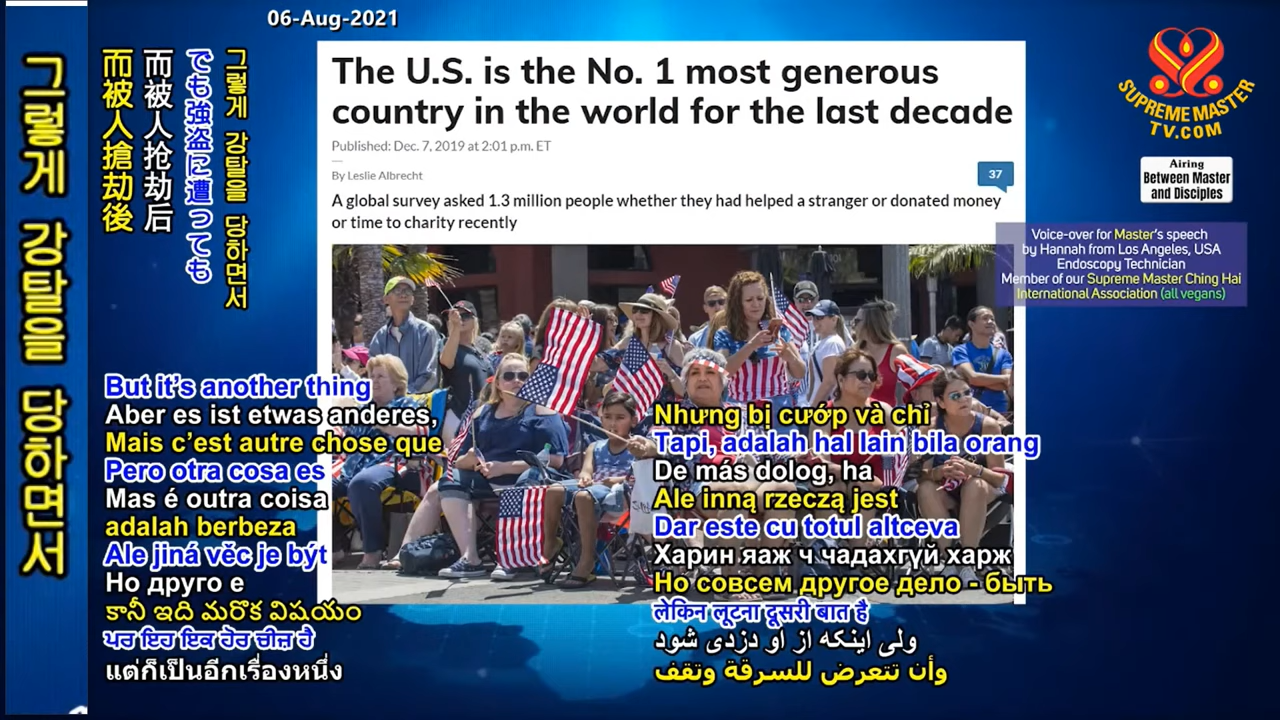 06-Aug-2021
그렇게 강탈을 당하면서
而被人搶劫後
而被人抢劫后
でも強盗に遭っても
그렇게 강탈을 당하면서
The U.S. is the No. 1 most generous
country in the world for the last decade
Published: Dec. 7, 2019 at 2:01 p.m. ET
By Leslie Albrecht
37
A global survey asked 1.3 million people whether they had helped a stranger or donated money
or time to charity recently
SUPREME MASTER
TV.COM
Airing
Between Master
and Disciples
Voice-over for Master's speech
by Hannah from Los Angeles, USA
Endoscopy Technician
Member of our Supreme Master Ching Hai
International Association (all vegans)
But it's another thing
Aber es ist etwas anderes,
Mais c'est autre chose que
Pero otra cosa es
Mas é outra coisa
adalah berbeza
Ale jiná věc je být
Но друго е
కానీ ఇది మరొక విషయం
ਪਰ ਇਹ ਇਕ ਹੋਰ ਚੀਜ਼ ਹੈ
แต่ก็เป็นอีกเรื่องหนึ่ง
Nhưng bị cướp và chỉ
Tapi, adalah hal lain bila orang
De más dolog, ha
Ale inną rzeczą jest
Dar este cu totul altceva
Харин яаж ч чадахгүй харж
Но совсем другое дело - быть
लेकिन लूटना दूसरी बात है
ولی اینکه از او دزدی شود
وأن تتعرض للسرقة وتقف